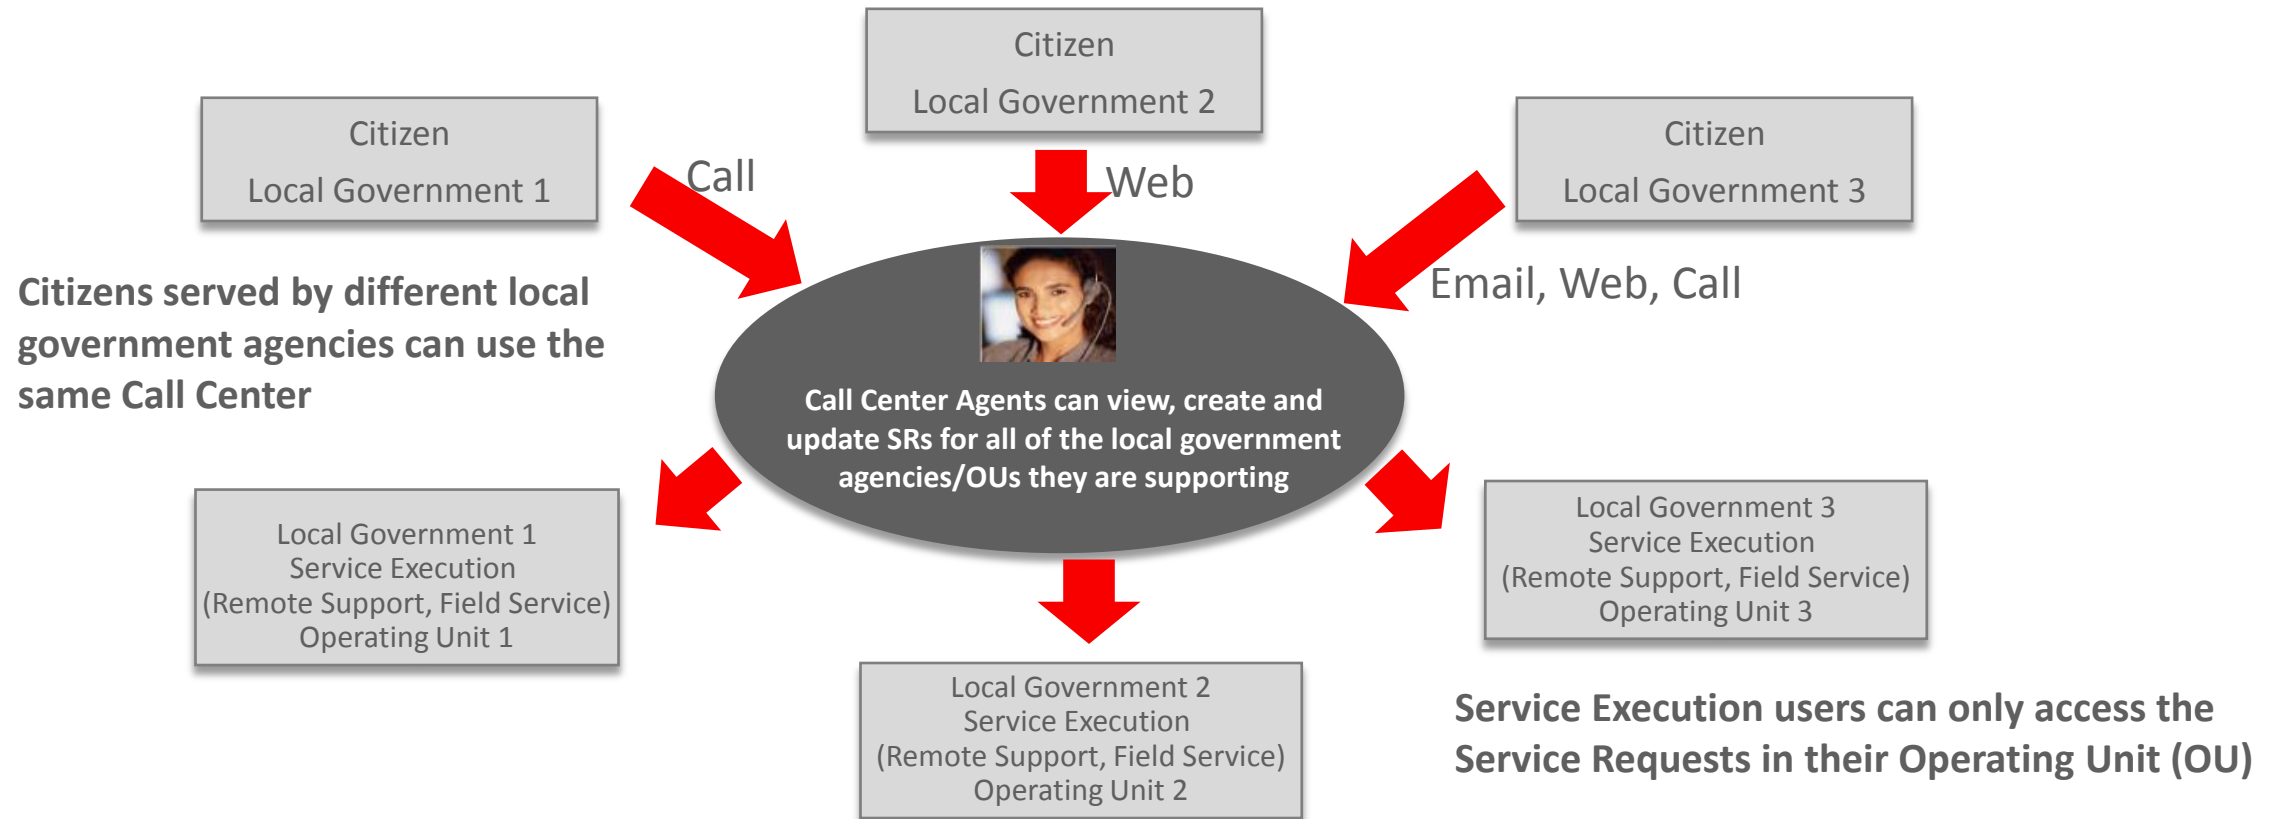 Citizen
Local Government 2
Citizen
Local Government 1
Citizen
Local Government 3
Call
Web
Email, Web, Call
Citizens served by different local
government agencies can use the
same Call Center
Call Center Agents can view, create and
update SRs for all of the local government
agencies/OUs they are supporting
Local Government 1
Service Execution
(Remote Support, Field Service)
Operating Unit 1
Local Government 3
Service Execution
(Remote Support, Field Service)
Operating Unit 3
Local Government 2
Service Execution
(Remote Support, Field Service)
Operating Unit 2
Service Execution users can only access the
Service Requests in their Operating Unit (OU)